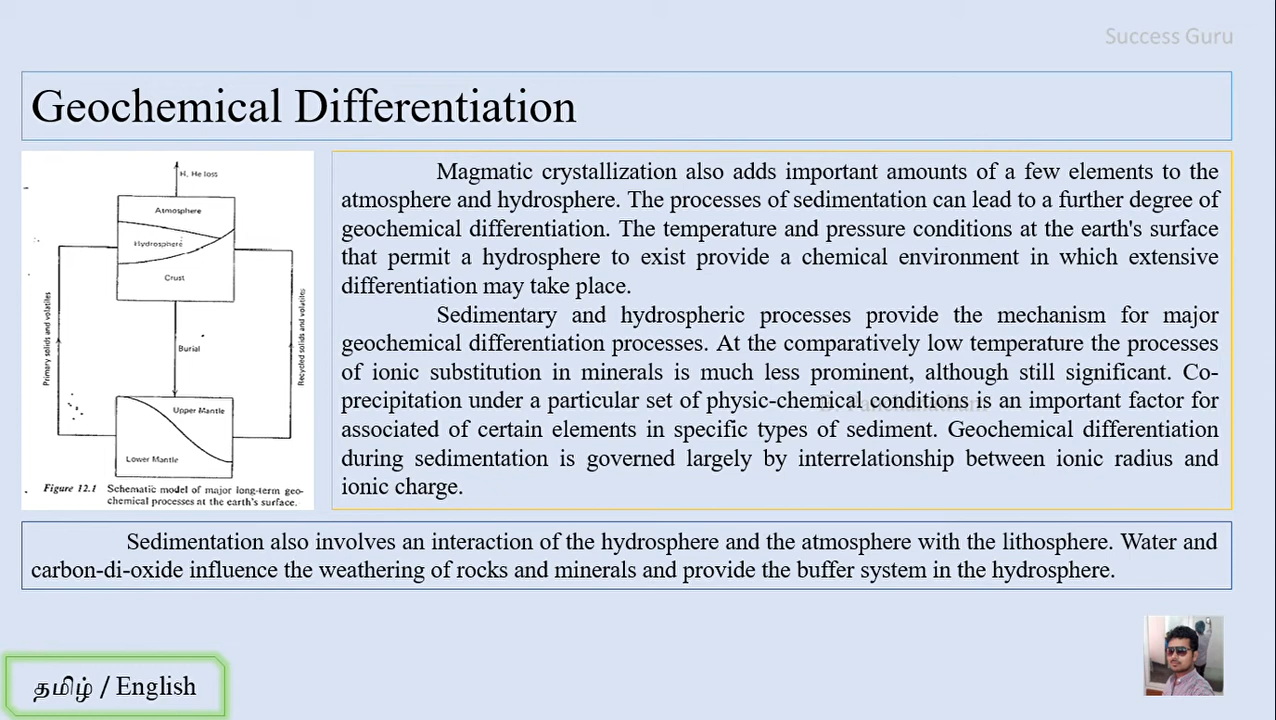 Success Guru
Geochemical Differentiation
H, He loss
Atmosphere
Hydrosphere
Crust
Primary solids and volatiles
Recycled solids and volatiles
Burial
Upper Mantle
Lower Mantle
Figure 12.1 Schematic model of major long-term geo-
chemical processes at the earth's surface.
Magmatic crystallization also adds important amounts of a few elements to the
atmosphere and hydrosphere. The processes of sedimentation can lead to a further degree of
geochemical differentiation. The temperature and pressure conditions at the earth's surface
that permit a hydrosphere to exist provide a chemical environment in which extensive
differentiation may take place.
Sedimentary and hydrospheric processes provide the mechanism for major
geochemical differentiation processes. At the comparatively low temperature the processes
of ionic substitution in minerals is much less prominent, although still significant. Co-
precipitation under a particular set of physic-chemical conditions is an important factor for
associated of certain elements in specific types of sediment. Geochemical differentiation
during sedimentation is governed largely by interrelationship between ionic radius and
ionic charge.
Sedimentation also involves an interaction of the hydrosphere and the atmosphere with the lithosphere. Water and
carbon-di-oxide influence the weathering of rocks and minerals and provide the buffer system in the hydrosphere.
தமிழ் / English